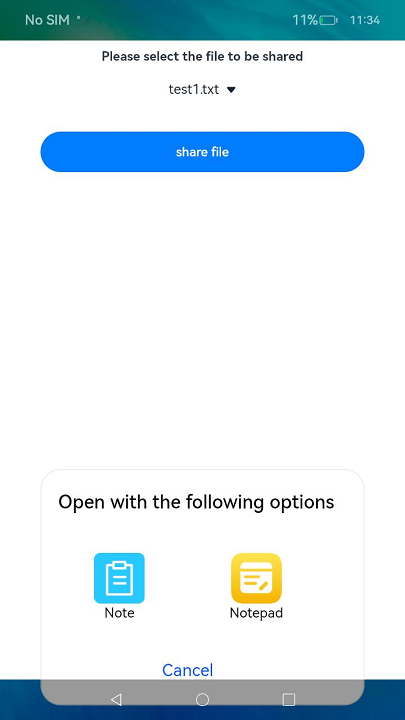 No SIM
11%
11:34
Please select the file to be shared
test1.txt
share file
Open with the following options
Note
Notepad
Cancel